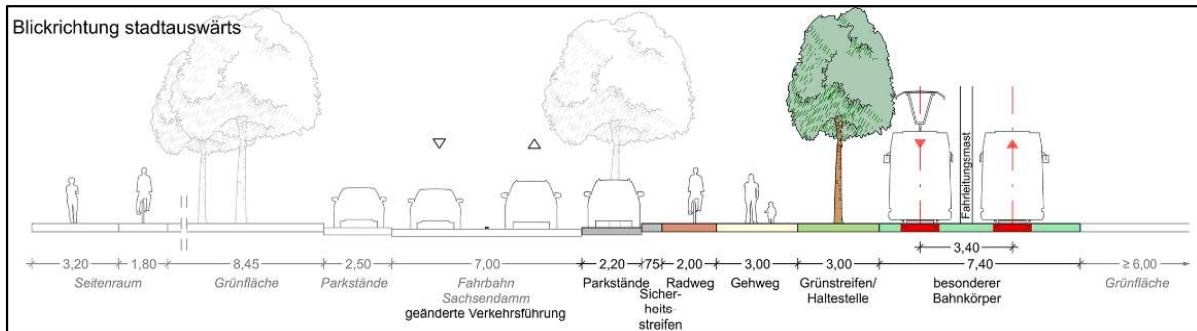 Blickrichtung stadtauswärts
Fahrleitungsmast
3,40
3,20 1,80 8,45 2,50 7,00 2,20 75 2,00 3,00 3,00 7,40 ≥ 6,00
Seitenraum Grünfläche Parkstände Fahrbahn Parkstände Radweg Gehweg Grünstreifen/ besonderer Grünfläche
Sachsendamm Sicher- Haltestelle Bahnkörper
geänderte Verkehrsführung heits-
streifen